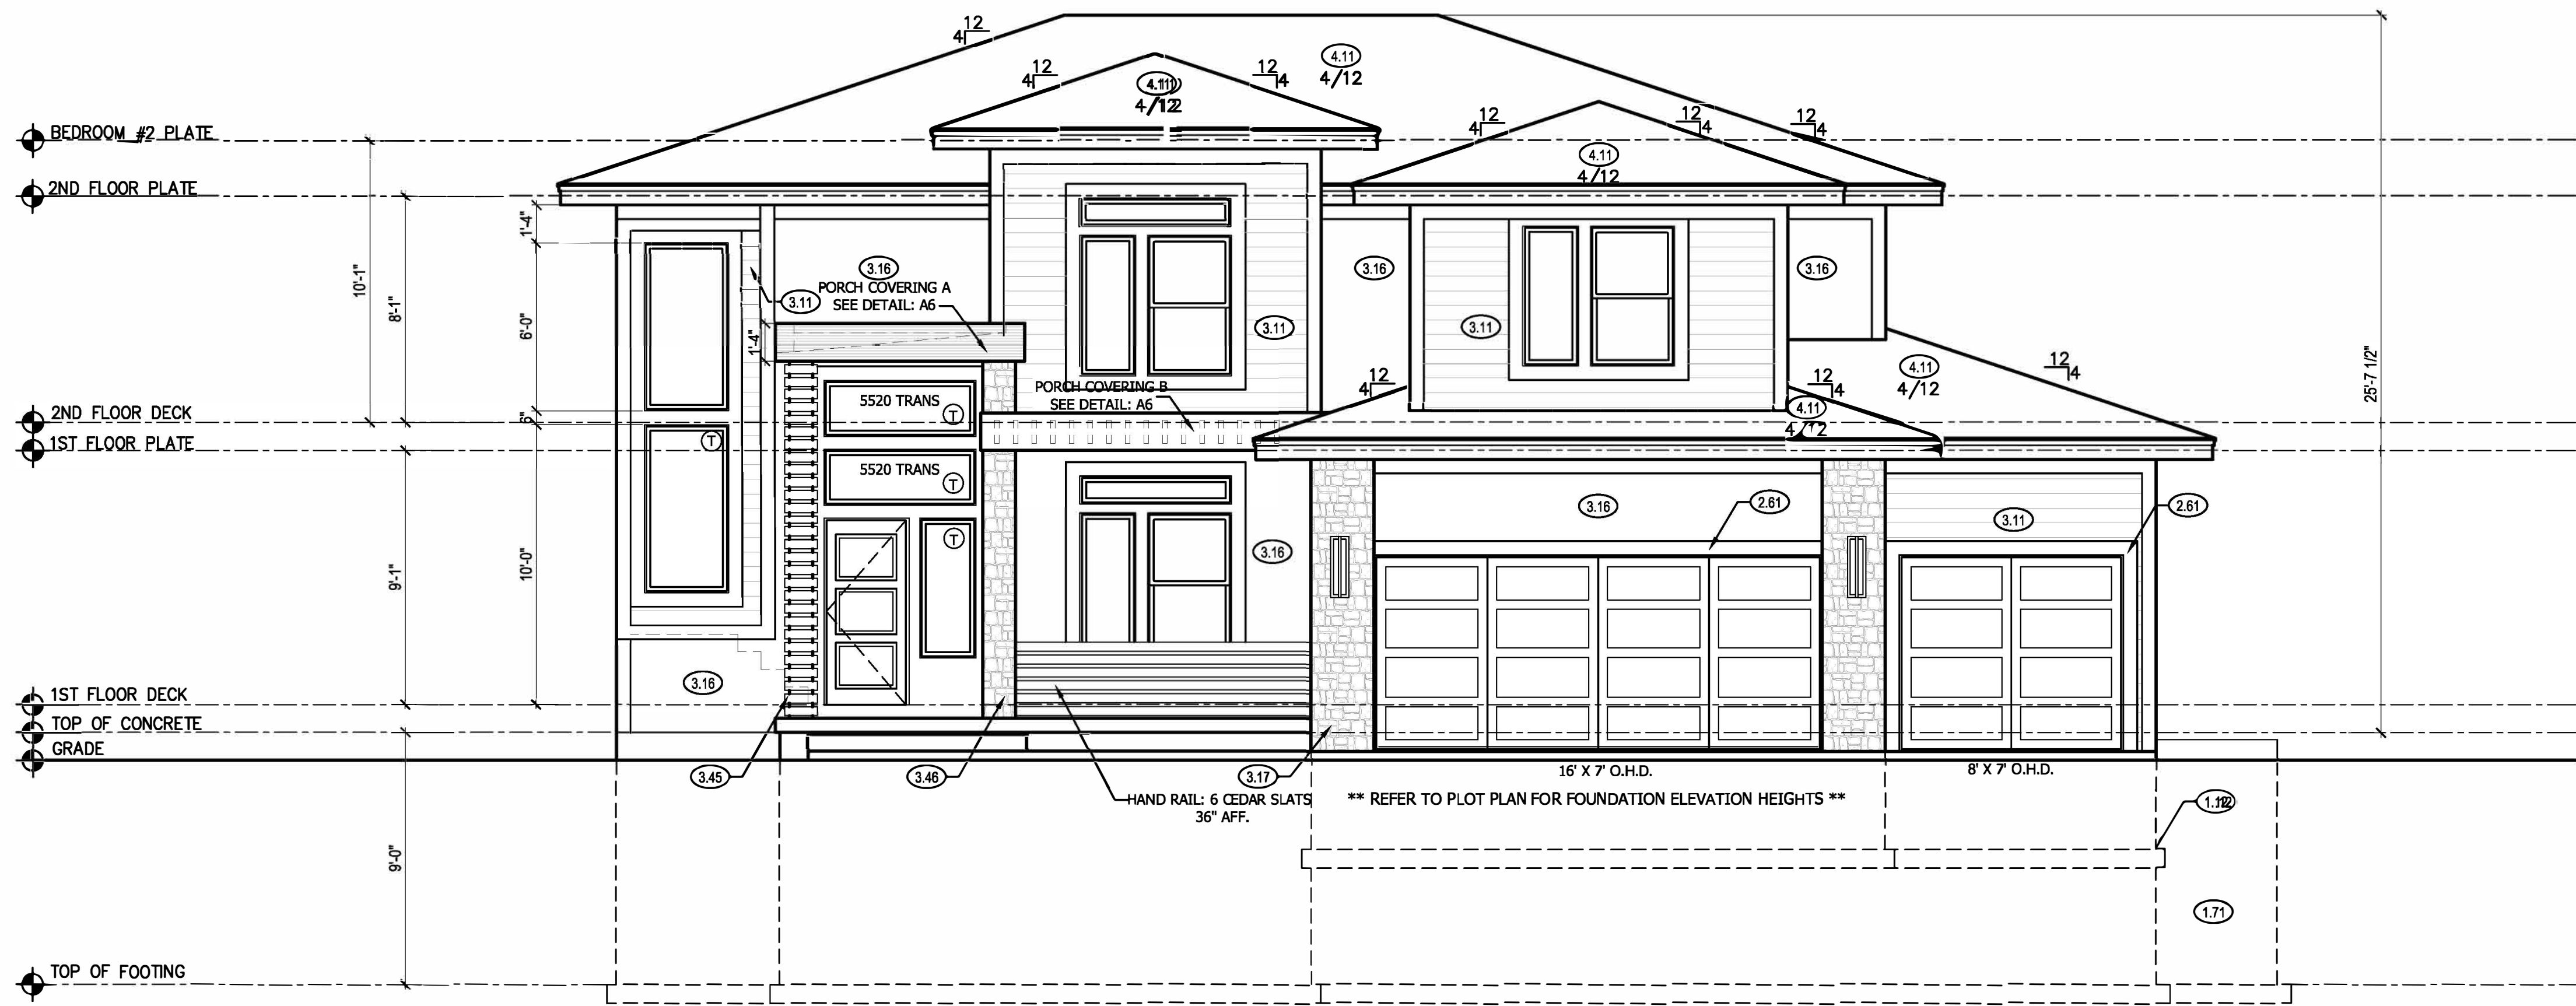 12
4
4.11
4/12
12
4
12
4
4/12
12
4
12
4
12
4
4.11
4/12
BEDROOM #2 PLATE
2ND FLOOR PLATE
1'-4"
10'-1"
8'-1"
6'-0"
6"
3.16
3.11
PORCH COVERING A
SEE DETAIL: A6
1'-4"
3.11
3.16
3.11
3.16
25'-7 1/2"
12
4
12
4
12
4
4.11
4/12
4.11
4/12
PORCH COVERING B
SEE DETAIL: A6
2ND FLOOR DECK
1ST FLOOR PLATE
5520 TRANS
T
T
5520 TRANS
T
T
9'-1"
10'-0"
3.16
3.16
2.61
3.11
2.61
3.16
1ST FLOOR DECK
TOP OF CONCRETE
GRADE
3.45
3.46
3.17
16' X 7' O.H.D.
8' X 7' O.H.D.
HAND RAIL: 6 CEDAR SLATS
36" AFF.
** REFER TO PLOT PLAN FOR FOUNDATION ELEVATION HEIGHTS **
9'-0"
1.71
TOP OF FOOTING